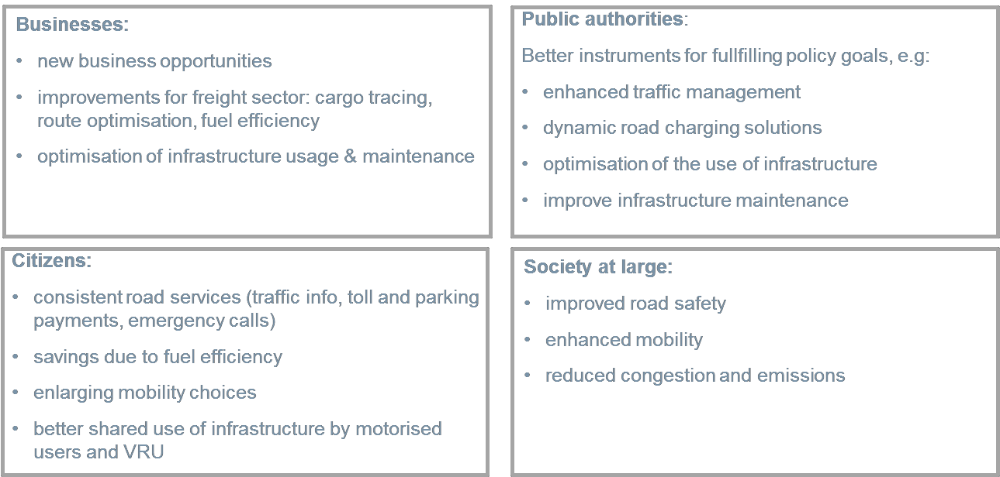 Businesses:
• new business opportunities
• improvements for freight sector: cargo tracing,
route optimisation, fuel efficiency
• optimisation of infrastructure usage & maintenance
Public authorities:
Better instruments for fullfilling policy goals, e.g:
• enhanced traffic management
• dynamic road charging solutions
• optimisation of the use of infrastructure
• improve infrastructure maintenance
Citizens:
• consistent road services (traffic info, toll and parking
payments, emergency calls)
• savings due to fuel efficiency
• enlarging mobility choices
• better shared use of infrastructure by motorised
users and VRU
Society at large:
• improved road safety
• enhanced mobility
• reduced congestion and emissions